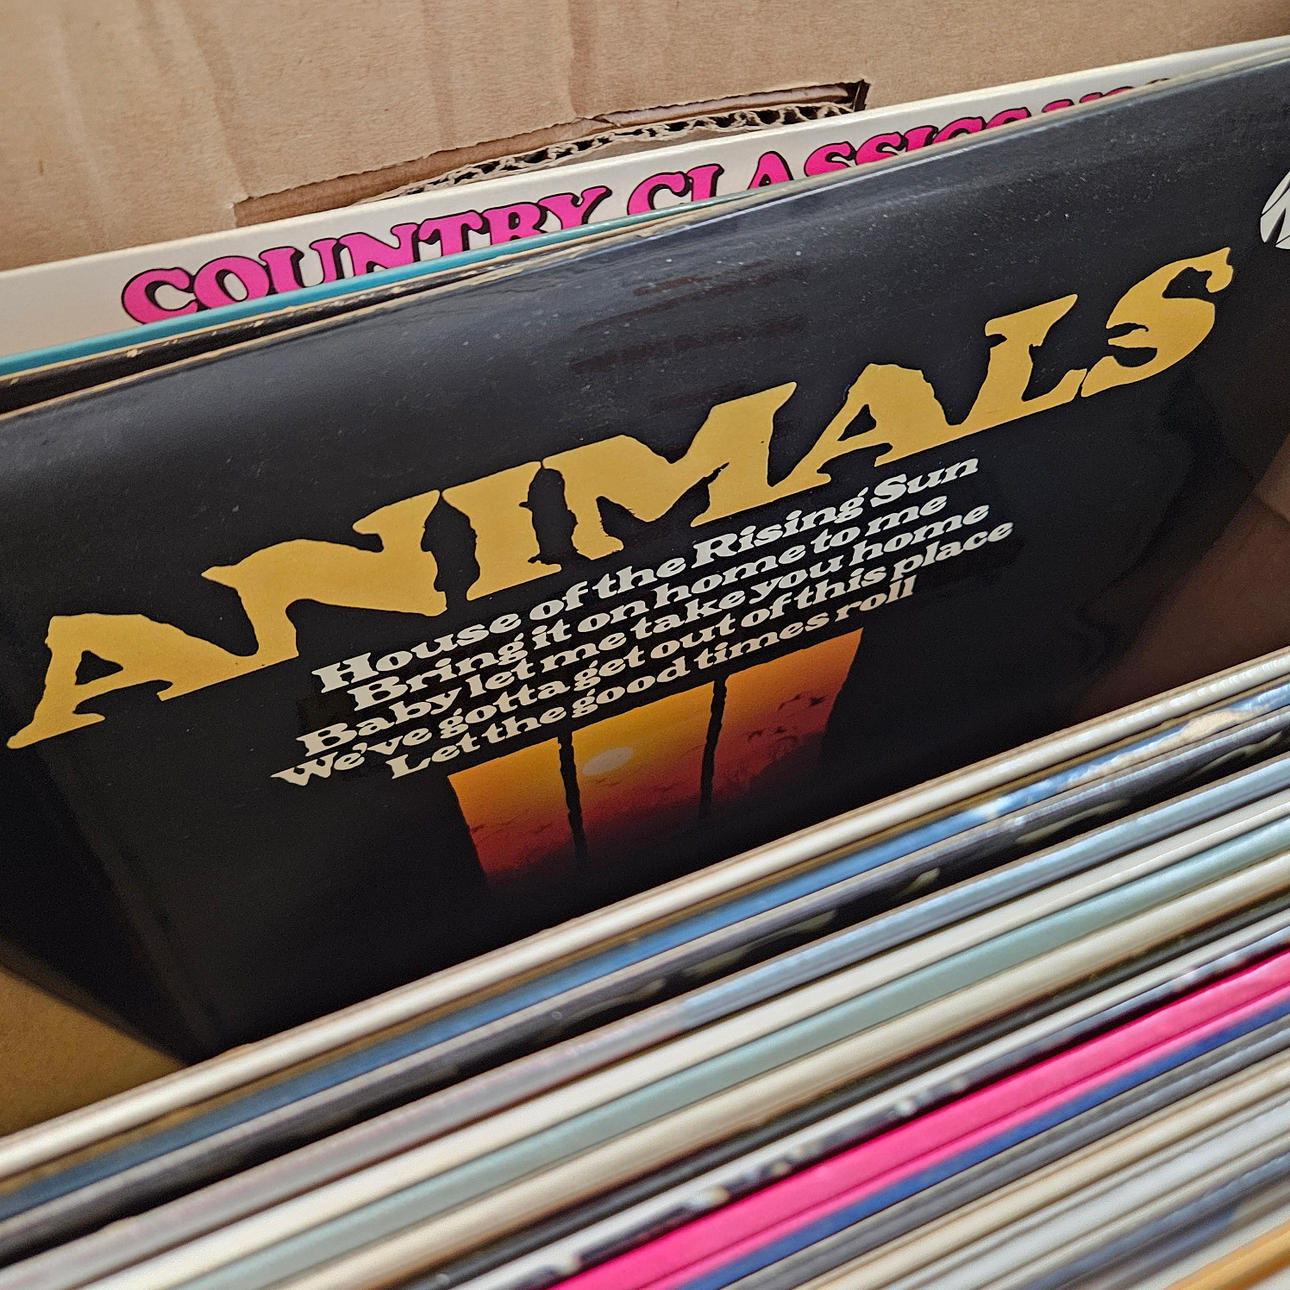 COUNTRY CLASSICS
ANIMALS
House of the Rising Sun
Bring it on home to me
Baby let me take you home
We've gotta get out of this place
Let the good times roll